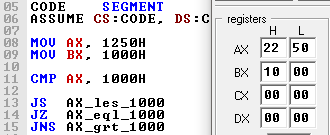 05 CODE SEGMENT
06 ASSUME CS:CODE, DS:C
07
08 MOV AX, 1250H
09 MOV BX, 1000H
10
11 CMP AX, 1000H
12
13 JS AX_les_1000
14 JZ AX_eql_1000
15 JNS AX_grt_1000
registers
H L
AX 22 50
BX 10 00
CX 00 00
DX 00 00